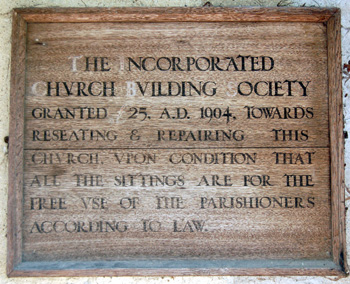 THE INCORPORATED
CHVRCH BVILDING SOCIETY
GRANTED £25. A.D. 1904, TOWARDS
RESEATING & REPAIRING THIS
CHVRCH, VPON CONDITION THAT
ALL THE SITTINGS ARE FOR THE
FREE VSE OF THE PARISHIONERS
ACCORDING TO LAW.